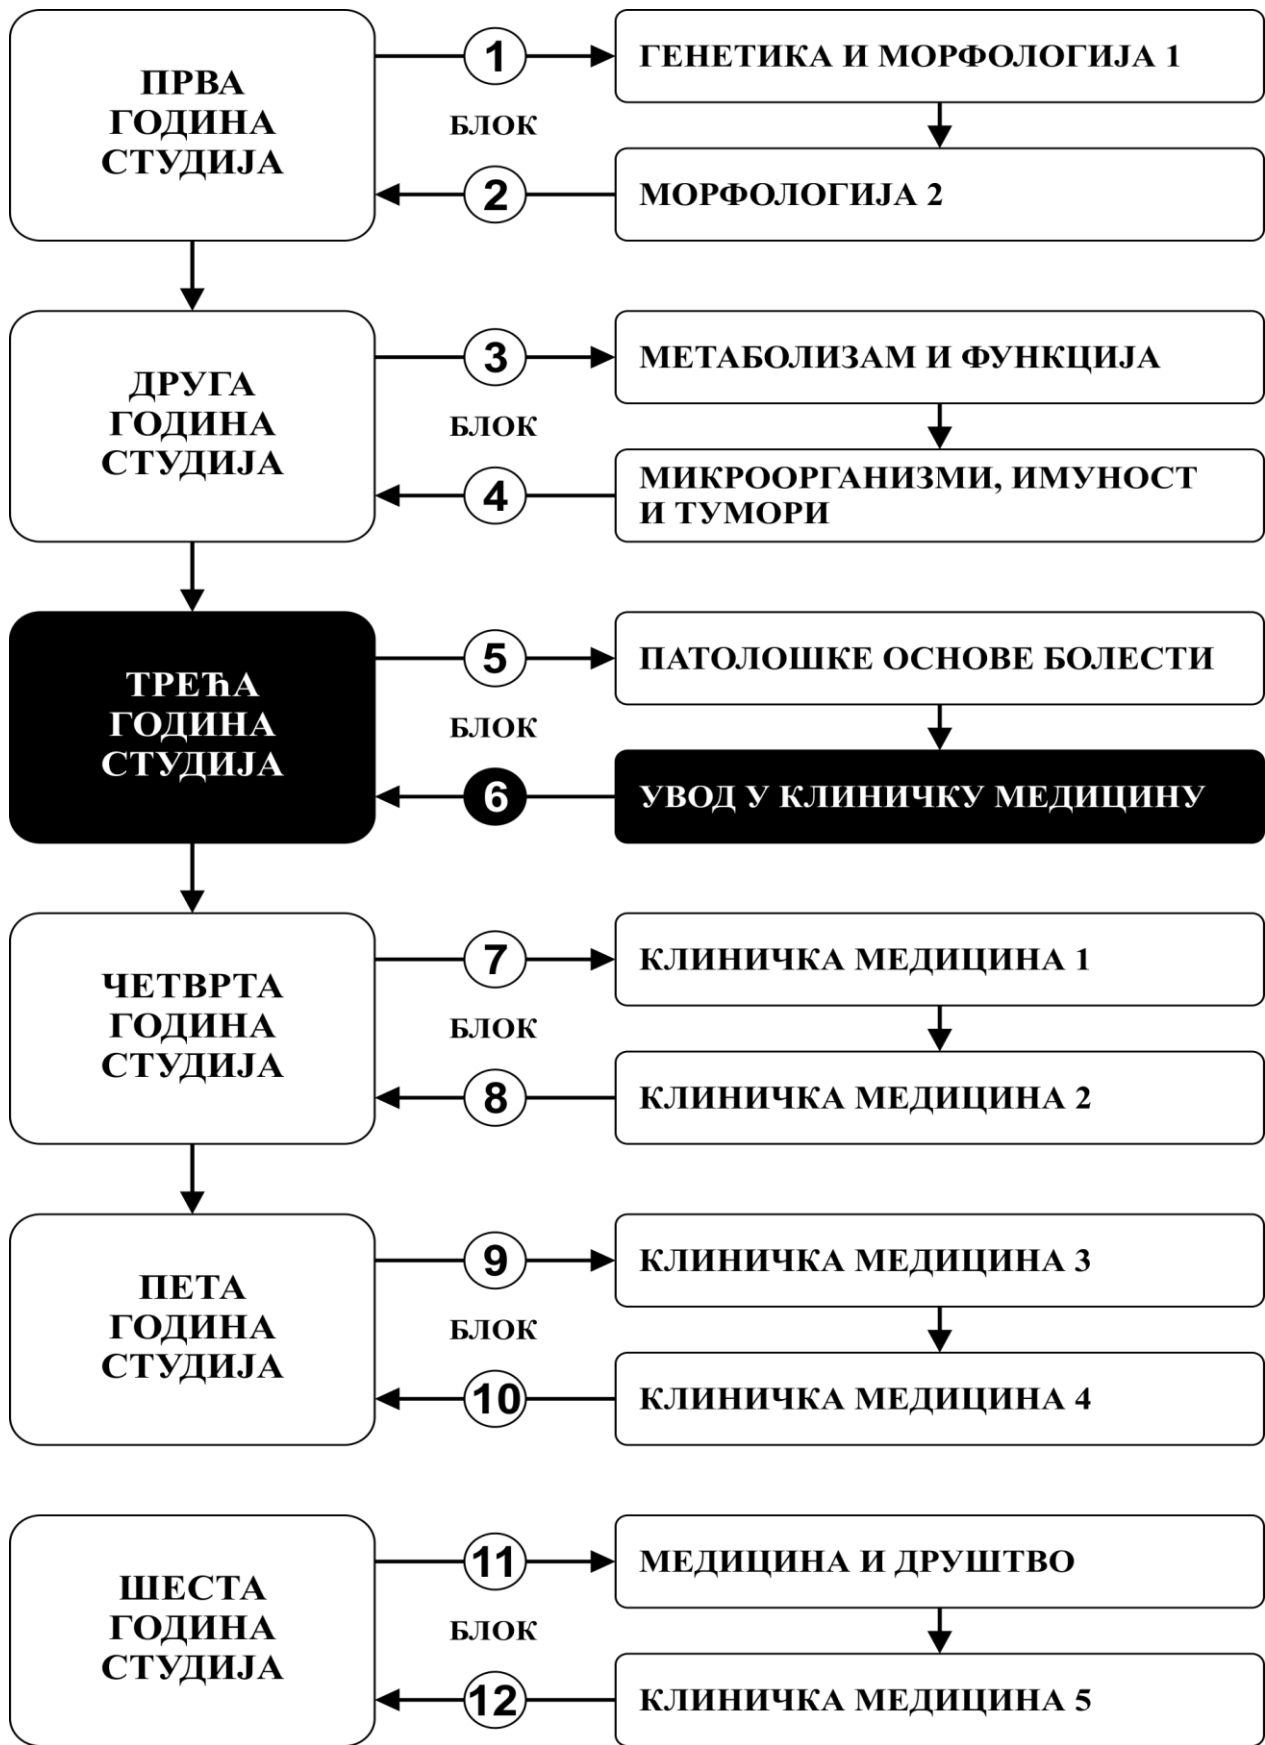 ПРВА
ГОДИНА
СТУДИЈА
1
БЛОК
2
ГЕНЕТИКА И МОРФОЛОГИЈА 1
МОРФОЛОГИЈА 2
ДРУГА
ГОДИНА
СТУДИЈА
3
БЛОК
4
МЕТАБОЛИЗАМ И ФУНКЦИЈА
МИКРООРГАНИЗМИ, ИМУНОСТ
И ТУМОРИ
ТРЕЋА
ГОДИНА
СТУДИЈА
5
БЛОК
6
ПАТОЛОШКЕ ОСНОВЕ БОЛЕСТИ
УВОД У КЛИНИЧКУ МЕДИЦИНУ
ЧЕТВРТА
ГОДИНА
СТУДИЈА
7
БЛОК
8
КЛИНИЧКА МЕДИЦИНА 1
КЛИНИЧКА МЕДИЦИНА 2
ПЕТА
ГОДИНА
СТУДИЈА
9
БЛОК
10
КЛИНИЧКА МЕДИЦИНА 3
КЛИНИЧКА МЕДИЦИНА 4
ШЕСТА
ГОДИНА
СТУДИЈА
11
БЛОК
12
МЕДИЦИНА И ДРУШТВО
КЛИНИЧКА МЕДИЦИНА 5